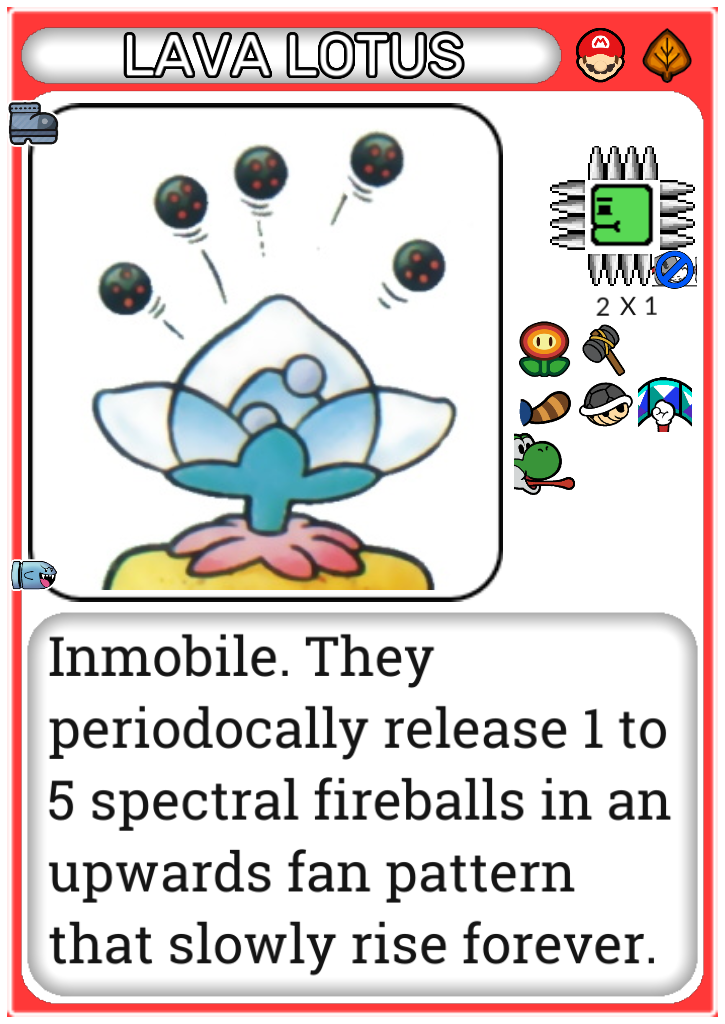 LAVA LOTUS
M
2 X 1
Inmobile. They
periodocally release 1 to
5 spectral fireballs in an
upwards fan pattern
that slowly rise forever.